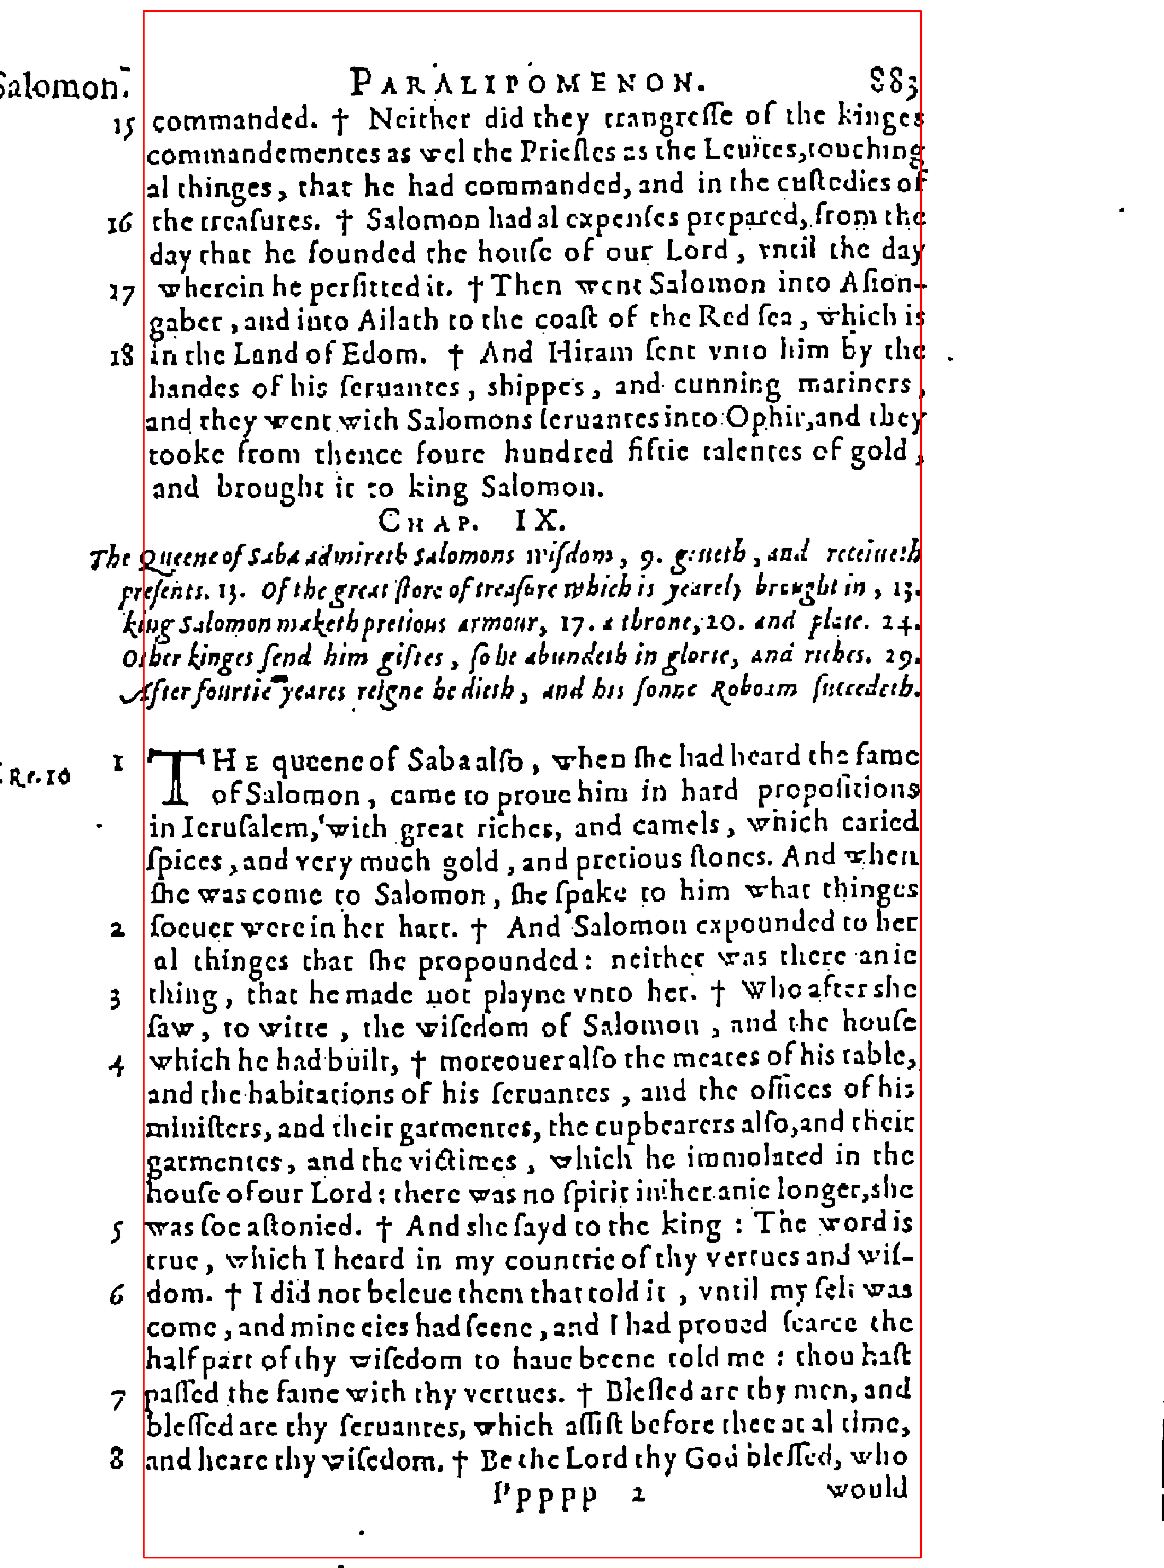 Salomon. PARALIPOMENON. 883
15 commanded. † Neither did they trangreſſe of the kinges
commandementes as wel the Prieſtes as the Leuites, touching
al thinges, that he had commanded, and in the cuſtodies of
16 the treaſures. † Salomon had al expenſes prepared, from the
day that he founded the houſe of our Lord, vntil the day
17 wherein he perfitted it. † Then went Salomon into Aſion-
gaber, and into Ailath to the coaſt of the Red ſea, which is
18 in the Land of Edom. † And Hiram ſent vnto him by the
handes of his ſeruantes, shippes, and cunning mariners,
and they went with Salomons ſeruantes into Ophir, and they
tooke from thence foure hundred fiftie talentes of gold,
and brought it to king Salomon.
CHAP. IX.
The Queene of Saba admireth Salomons wiſdom, 9. geueth, and receiueth
preſents. 13. Of the great ſtore of treaſure which is yearely brought in, 15.
king Salomon maketh pretious armour, 17. a throne, 20. and plate. 24.
Other kinges ſend him giftes, ſo he abundeth in glorie, and riches. 29.
After fourtie yeares reigne he dieth, and his ſonne Roboam ſuccedeth.
1 THE queene of Saba alſo, when ſhe had heard the fame
Re. 10 of Salomon, came to proue him in hard propoſitions
in Ieruſalem, with great riches, and camels, which caried
ſpices, and very much gold, and pretious ſtones. And when
ſhe was come to Salomon, ſhe ſpake to him what thinges
2 ſoeuer were in her hart. † And Salomon expounded to her
al thinges that ſhe propounded: neither was there anie
3 thing, that he made not playne vnto her. † Who after she
ſaw, to witte, the wiſedom of Salomon, and the houſe
4 which he had built, † moreouer alſo the meates of his table,
and the habitations of his ſeruantes, and the offices of his
miniſters, and their garmentes, the cupbearers alſo, and their
garmentes, and the victimes, which he immolated in the
houſe of our Lord: there was no ſpirit in her anie longer, she
5 was ſoe aſtonied. † And she ſayd to the king: The word is
true, which I heard in my countrie of thy vertues and wiſ-
6 dom. † I did not beleue them that told it, vntil my ſelf was
come, and mine eies had ſeene, and I had proued ſcarce the
half part of thy wiſedom to haue beene told me: thou haſt
7 paſſed the fame with thy vertues. † Bleſſed are thy men, and
bleſſed are thy ſeruantes, which aſſiſt before thee at al time,
8 and heare thy wiſedom. † Be the Lord thy God bleſſed, who
Ppppp 2 would